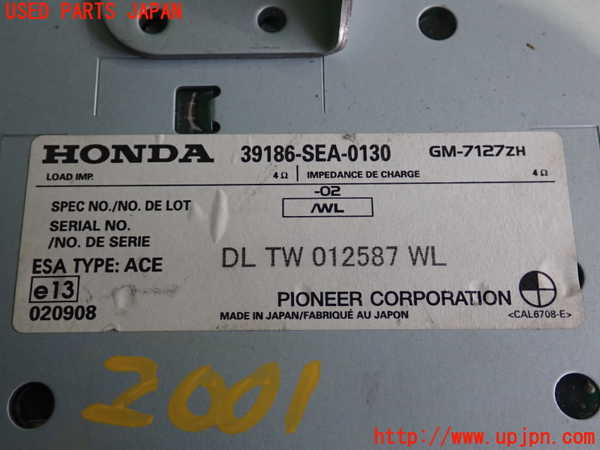 USED PARTS JAPAN
HONDA 39186-SEA-0130 GM-7127ZH
LOAD IMP. 4Ω IMPEDANCE DE CHARGE 4Ω
-02
SPEC NO./NO. DE LOT /WL
SERIAL NO.
/NO. DE SERIE DL TW 012587 WL
ESA TYPE: ACE
e13
020908
PIONEER CORPORATION
MADE IN JAPAN/FABRIQUÉ AU JAPON
<CAL6708-E>
2001
http://www.upjpn.com